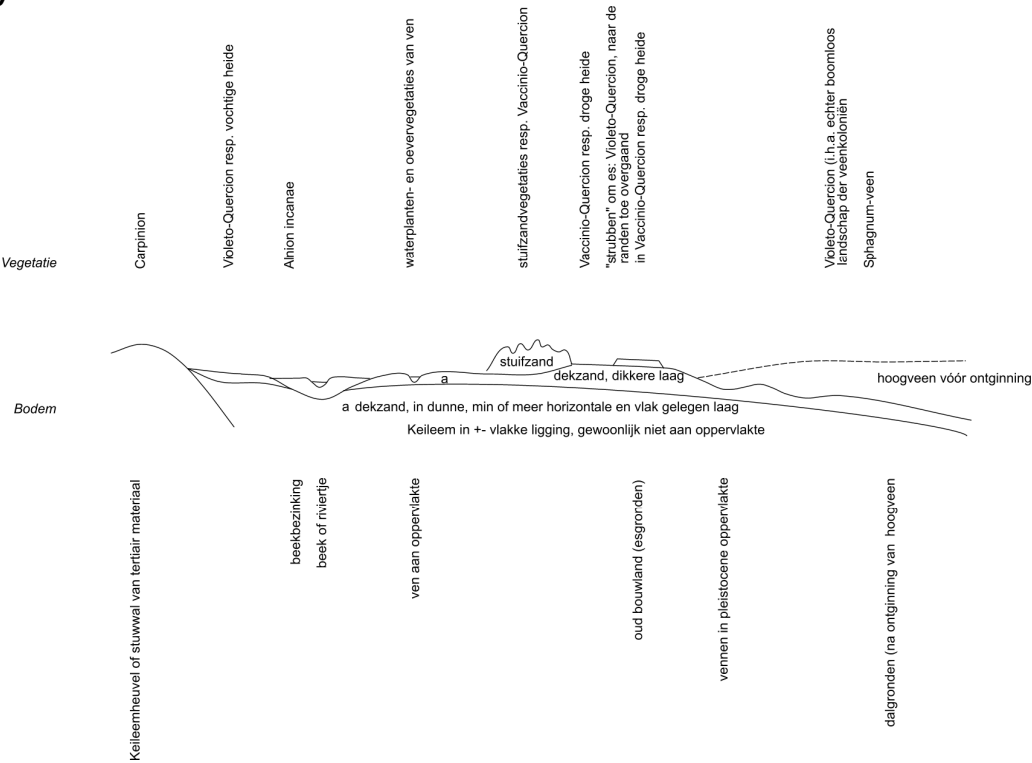 Vegetatie
Carpinion
Violeto-Quercion resp. vochtige heide
Alnion incanae
waterplanten- en oevervegetaties van ven
stuifzandvegetaties resp. Vaccinio-Quercion
Vaccinio-Quercion resp. droge heide
"strubben" om es: Violeto-Quercion, naar de
randen toe overgaand
in Vaccinio-Quercion resp. droge heide
Violeto-Quercion (i.h.a. echter boomloos
landschap der veenkoloniën
Sphagnum-veen
Bodem
stuifzand
a
dekzand, dikkere laag
hoogveen vóór ontginning
a dekzand, in dunne, min of meer horizontale en vlak gelegen laag
Keileem in +- vlakke ligging, gewoonlijk niet aan oppervlakte
Keileemheuvel of stuwwal van tertiair materiaal
beekbezinking
beek of riviertje
ven aan oppervlakte
oud bouwland (esgrorden)
vennen in pleistocene oppervlakte
dalgronden (na ontginning van hoogveen